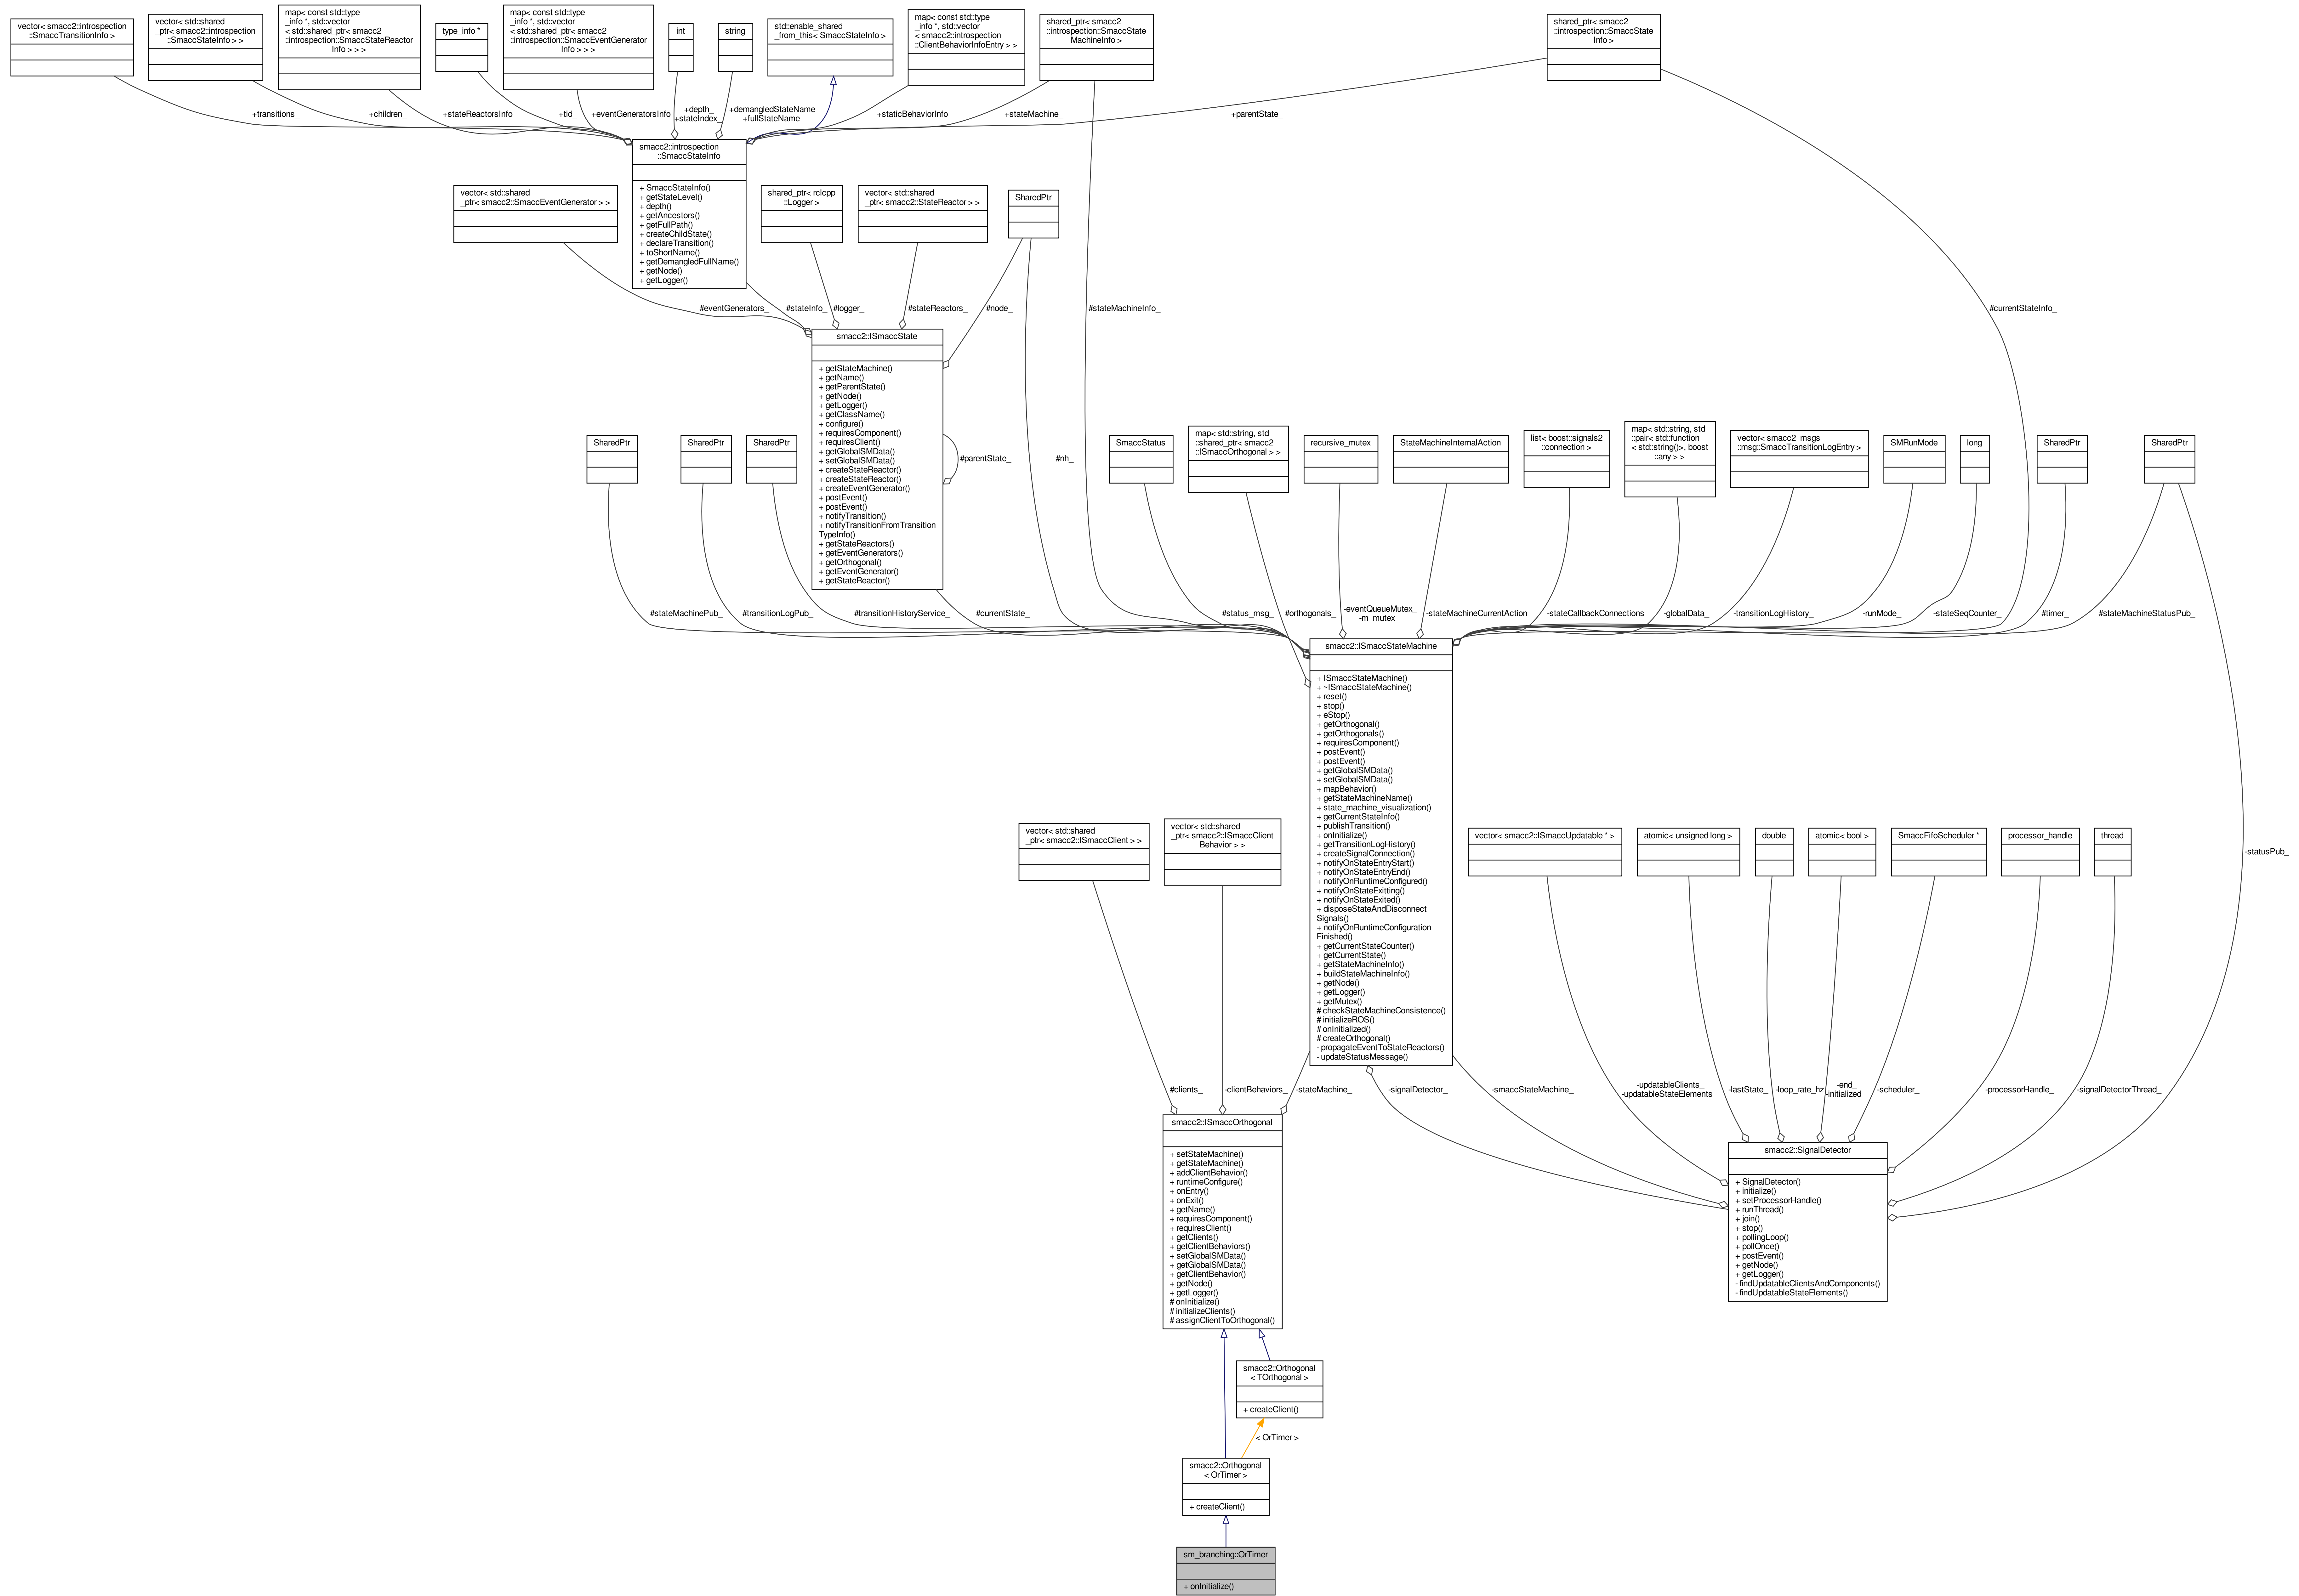 vector< smacc2::introspection
::SmaccTransitionInfo >
vector< std::shared
_ptr< smacc2::introspection
::SmaccStateInfo > >
map< const std::type
_info *, std::vector
< std::shared_ptr< smacc2
::introspection::SmaccStateReactor
Info > > >
type_info *
map< const std::type
_info *, std::vector
< std::shared_ptr< smacc2
::introspection::SmaccEventGenerator
Info > > >
int
string
std::enable_shared
_from_this< SmaccStateInfo >
map< const std::type
_info *, std::vector
< smacc2::introspection
::ClientBehaviorInfoEntry > >
shared_ptr< smacc2
::introspection::SmaccState
MachineInfo >
shared_ptr< smacc2
::introspection::SmaccState
Info >
+transitions_
+children_
+stateReactorsInfo
+tid_
+eventGeneratorsInfo
+depth_
+stateIndex_
+demangledStateName
+fullStateName
+staticBehaviorInfo
+stateMachine_
+parentState_
smacc2::introspection
::SmaccStateInfo
+ SmaccStateInfo()
+ getStateLevel()
+ depth()
+ getAncestors()
+ getFullPath()
+ createChildState()
+ declareTransition()
+ toShortName()
+ getDemangledFullName()
+ getNode()
+ getLogger()
vector< std::shared
_ptr< smacc2::SmaccEventGenerator > >
shared_ptr< rclcpp
::Logger >
vector< std::shared
_ptr< smacc2::StateReactor > >
SharedPtr
#eventGenerators_
#stateInfo_
#logger_
#stateReactors_
#node_
#stateMachineInfo_
#currentStateInfo_
smacc2::ISmaccState
+ getStateMachine()
+ getName()
+ getParentState()
+ getNode()
+ getLogger()
+ getClassName()
+ configure()
+ requiresComponent()
+ requiresClient()
+ getGlobalSMData()
+ setGlobalSMData()
+ createStateReactor()
+ createStateReactor()
+ createEventGenerator()
+ postEvent()
+ postEvent()
+ notifyTransition()
+ notifyTransitionFromTransition
TypeInfo()
+ getStateReactors()
+ getEventGenerators()
+ getOrthogonal()
+ getEventGenerator()
+ getStateReactor()
#parentState_
#nh_
SharedPtr
SharedPtr
SharedPtr
SmaccStatus
map< std::string, std
::shared_ptr< smacc2
::ISmaccOrthogonal > >
recursive_mutex
StateMachineInternalAction
list< boost::signals2
::connection >
map< std::string, std
::pair< std::function
< std::string()>, boost
::any > >
vector< smacc2_msgs
::msg::SmaccTransitionLogEntry >
SMRunMode
long
SharedPtr
SharedPtr
#stateMachinePub_
#transitionLogPub_
#transitionHistoryService_
#currentState_
#status_msg_
#orthogonals_
-eventQueueMutex_
-m_mutex_
-stateMachineCurrentAction
-stateCallbackConnections
-globalData_
-transitionLogHistory_
-runMode_
-stateSeqCounter_
#timer_
#stateMachineStatusPub_
smacc2::ISmaccStateMachine
+ ISmaccStateMachine()
+ ~ISmaccStateMachine()
+ reset()
+ stop()
+ eStop()
+ getOrthogonal()
+ getOrthogonals()
+ requiresComponent()
+ postEvent()
+ postEvent()
+ getGlobalSMData()
+ setGlobalSMData()
+ mapBehavior()
+ getStateMachineName()
+ state_machine_visualization()
+ getCurrentStateInfo()
+ publishTransition()
+ onInitialize()
+ getTransitionLogHistory()
+ createSignalConnection()
+ notifyOnStateEntryStart()
+ notifyOnStateEntryEnd()
+ notifyOnRuntimeConfigured()
+ notifyOnStateExitting()
+ notifyOnStateExited()
+ disposeStateAndDisconnect
Signals()
+ notifyOnRuntimeConfiguration
Finished()
+ getCurrentStateCounter()
+ getCurrentState()
+ getStateMachineInfo()
+ buildStateMachineInfo()
+ getNode()
+ getLogger()
+ getMutex()
# checkStateMachineConsistence()
# initializeROS()
# onInitialized()
# createOrthogonal()
- propagateEventToStateReactors()
- updateStatusMessage()
vector< std::shared
_ptr< smacc2::ISmaccClient > >
vector< std::shared
_ptr< smacc2::ISmaccClient
Behavior > >
vector< smacc2::ISmaccUpdatable * >
atomic< unsigned long >
double
atomic< bool >
SmaccFifoScheduler *
processor_handle
thread
-statusPub_
#clients_
-clientBehaviors_
-stateMachine_
-signalDetector_
-smaccStateMachine_
-updatableClients_
-updatableStateElements_
-lastState_
-loop_rate_hz
-end_
-initialized_
-scheduler_
-processorHandle_
-signalDetectorThread_
smacc2::ISmaccOrthogonal
+ setStateMachine()
+ getStateMachine()
+ addClientBehavior()
+ runtimeConfigure()
+ onEntry()
+ onExit()
+ getName()
+ requiresComponent()
+ requiresClient()
+ getClients()
+ getClientBehaviors()
+ setGlobalSMData()
+ getGlobalSMData()
+ getClientBehavior()
+ getNode()
+ getLogger()
# onInitialize()
# initializeClients()
# assignClientToOrthogonal()
smacc2::SignalDetector
+ SignalDetector()
+ initialize()
+ setProcessorHandle()
+ runThread()
+ join()
+ stop()
+ pollingLoop()
+ pollOnce()
+ postEvent()
+ getNode()
+ getLogger()
- findUpdatableClientsAndComponents()
- findUpdatableStateElements()
smacc2::Orthogonal
< TOrthogonal >
+ createClient()
< OrTimer >
smacc2::Orthogonal
< OrTimer >
+ createClient()
sm_branching::OrTimer
+ onInitialize()